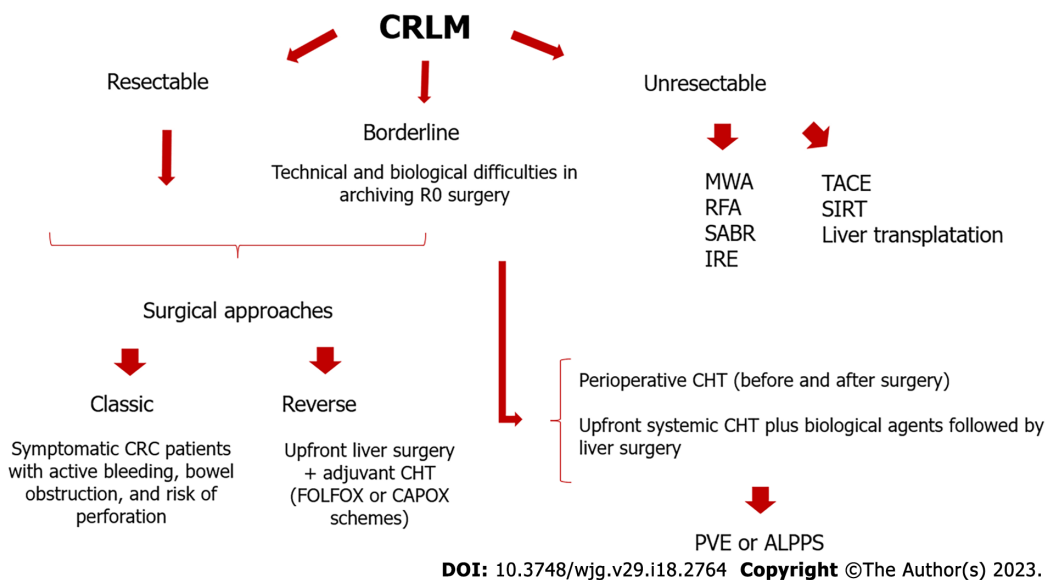 CRLM
Resectable
Borderline
Technical and biological difficulties in
archiving R0 surgery
Unresectable
MWA
RFA
SABR
IRE
TACE
SIRT
Liver transplatation
Surgical approaches
Classic
Symptomatic CRC patients
with active bleeding, bowel
obstruction, and risk of
perforation
Reverse
Upfront liver surgery
+ adjuvant CHT
(FOLFOX or CAPOX
schemes)
Perioperative CHT (before and after surgery)
Upfront systemic CHT plus biological agents followed by
liver surgery
PVE or ALPPS
DOI: 10.3748/wjg.v29.i18.2764 Copyright ©The Author(s) 2023.